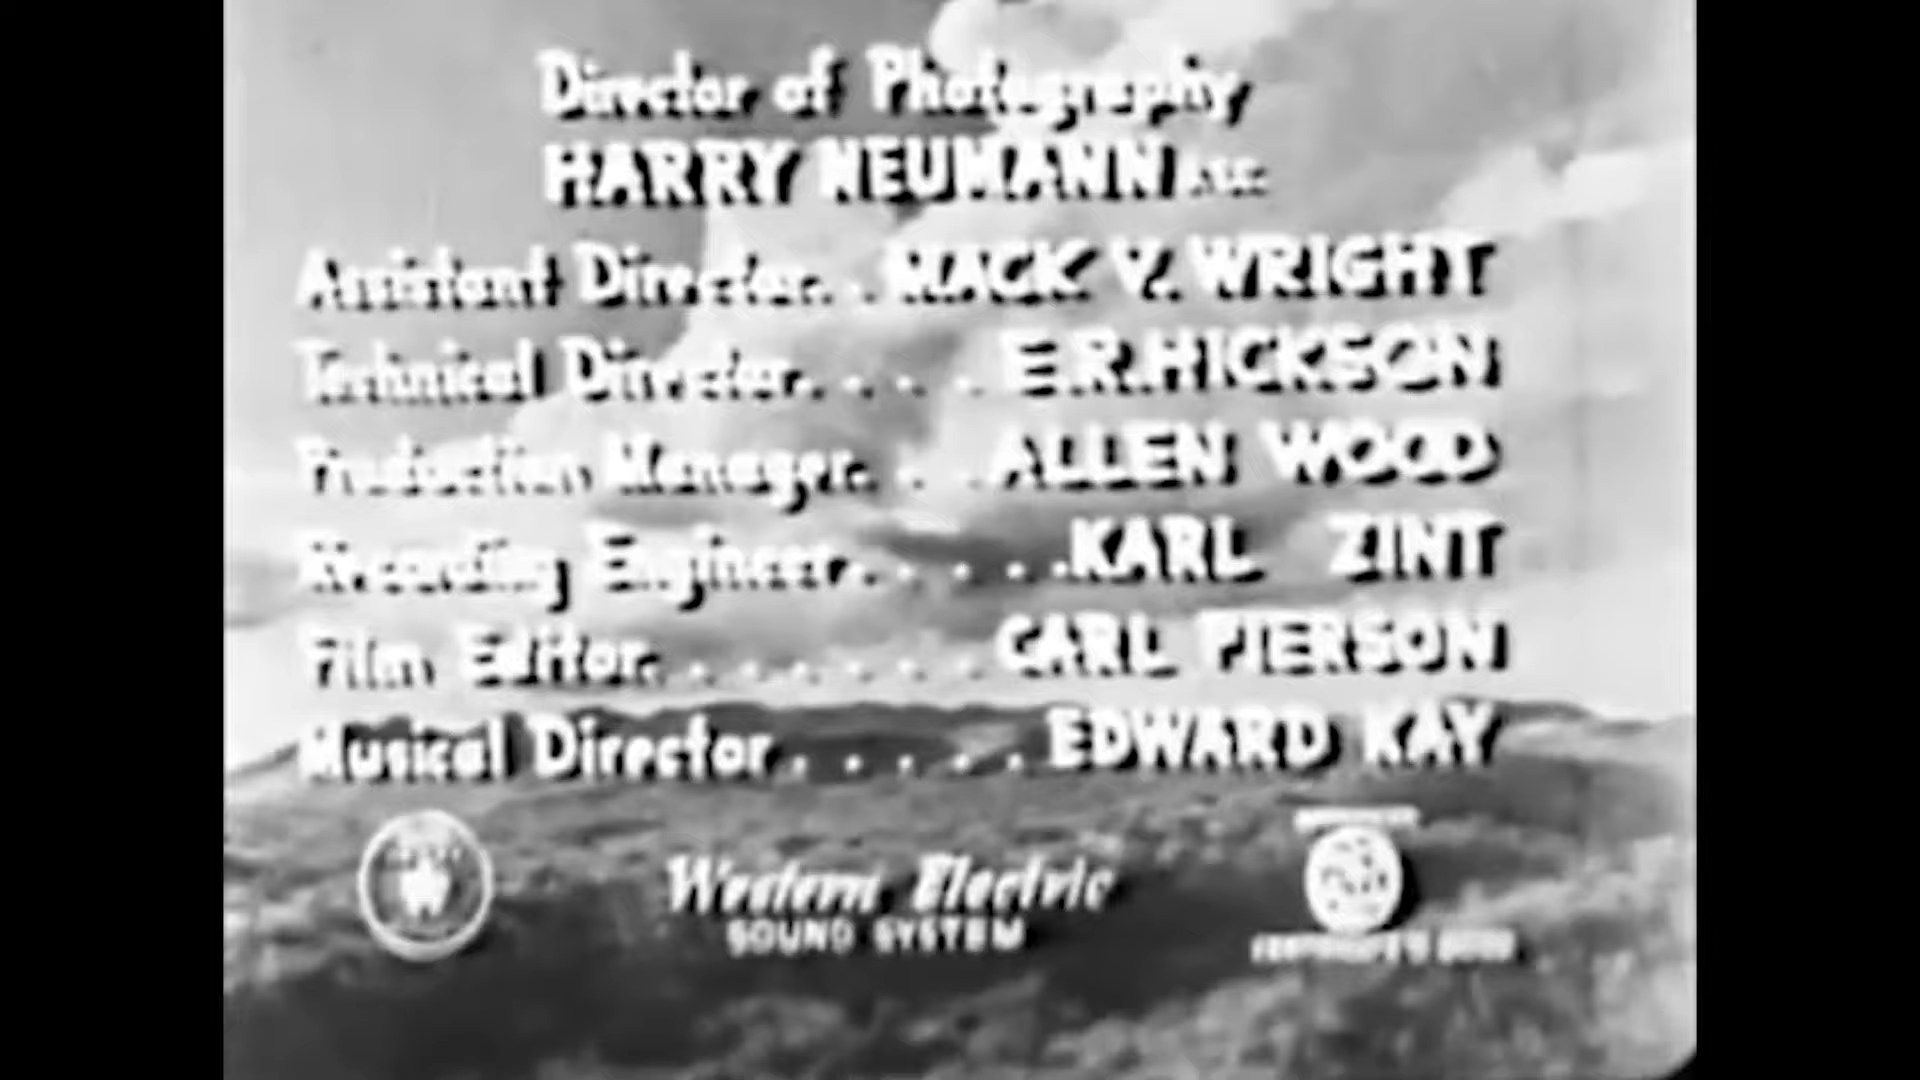 Director of Photography
HARRY NEUMANN A.S.C.
Assistant Director.. MACK V. WRIGHT
Technical Director..... E.R.HICKSON
Production Manager... ALLEN WOOD
Recording Engineer......KARL ZINT
Film Editor....... CARL PIERSON
Musical Director..... EDWARD KAY
Western Electric
SOUND SYSTEM